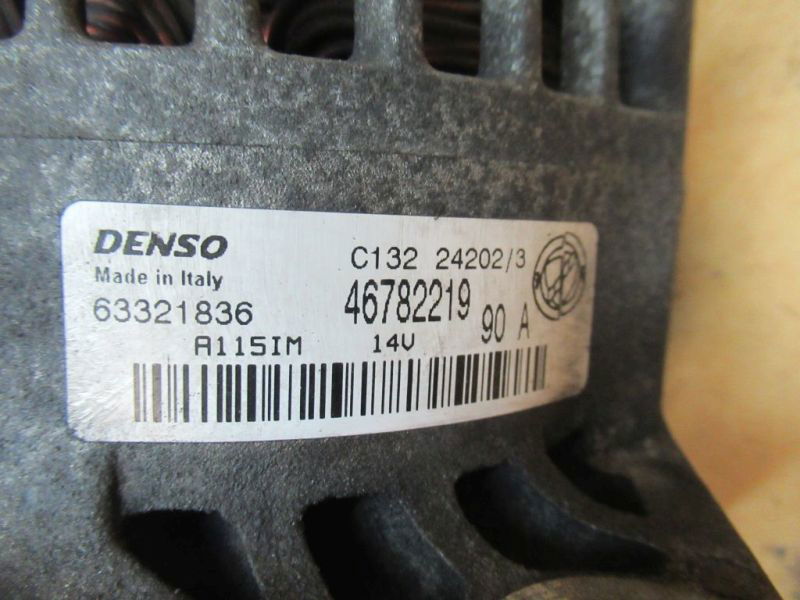 DENSO
Made in Italy
63321836
C132 24202/3
46782219
90 A
A115IM 14V